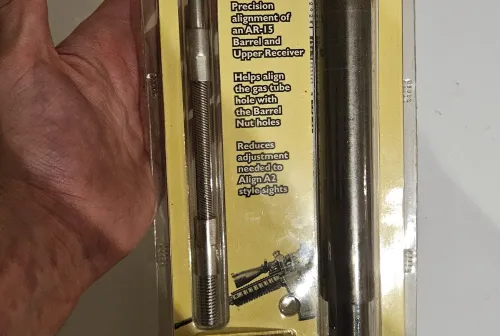 Precision
alignment of
an AR-15
Barrel and
Upper Receiver
Helps align
the gas tube
hole with
the Barrel
Nut holes
Reduces
adjustment
needed to
Align A2
style sights